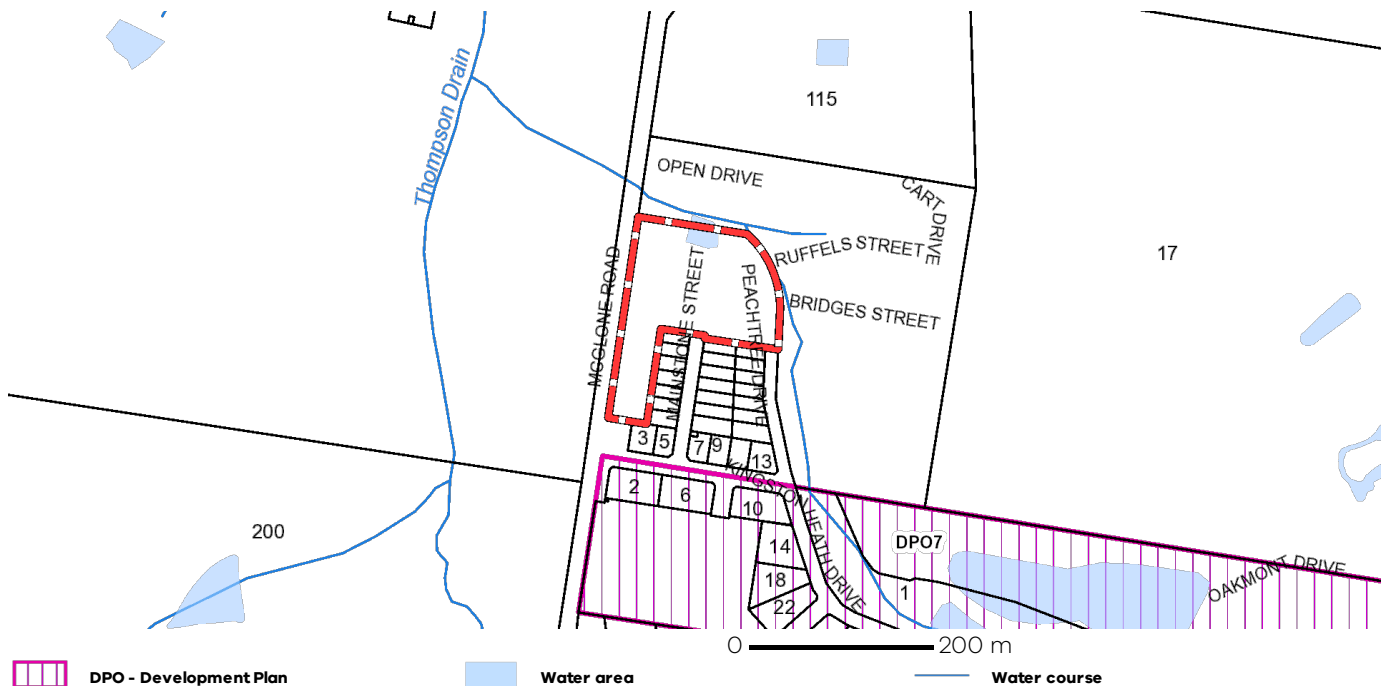 Thompson Drain
115
OPEN DRIVE
CART DRIVE
RUFFELS STREET
17
MCGLONE ROAD
MAINSTONE STREET
PEACHTREE DRIVE
BRIDGES STREET
3
5
7
9
13
KINGSTON HEATH DRIVE
2
6
10
200
14
DPO7
18
1
OAKMONT DRIVE
22
0
200 m
DPO - Development Plan
Water area
Water course